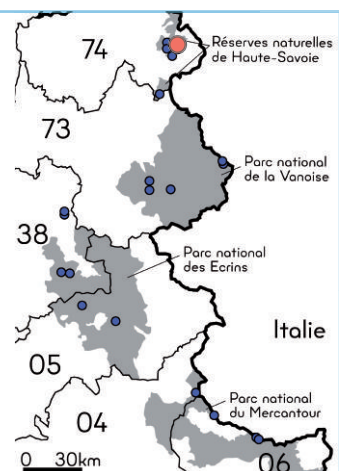 74
Réserves naturelles
de Haute-Savoie
73
Parc national
de la Vanoise
38
Parc national
des Ecrins
Italie
05
Parc national
du Mercantour
04
06
0 30km